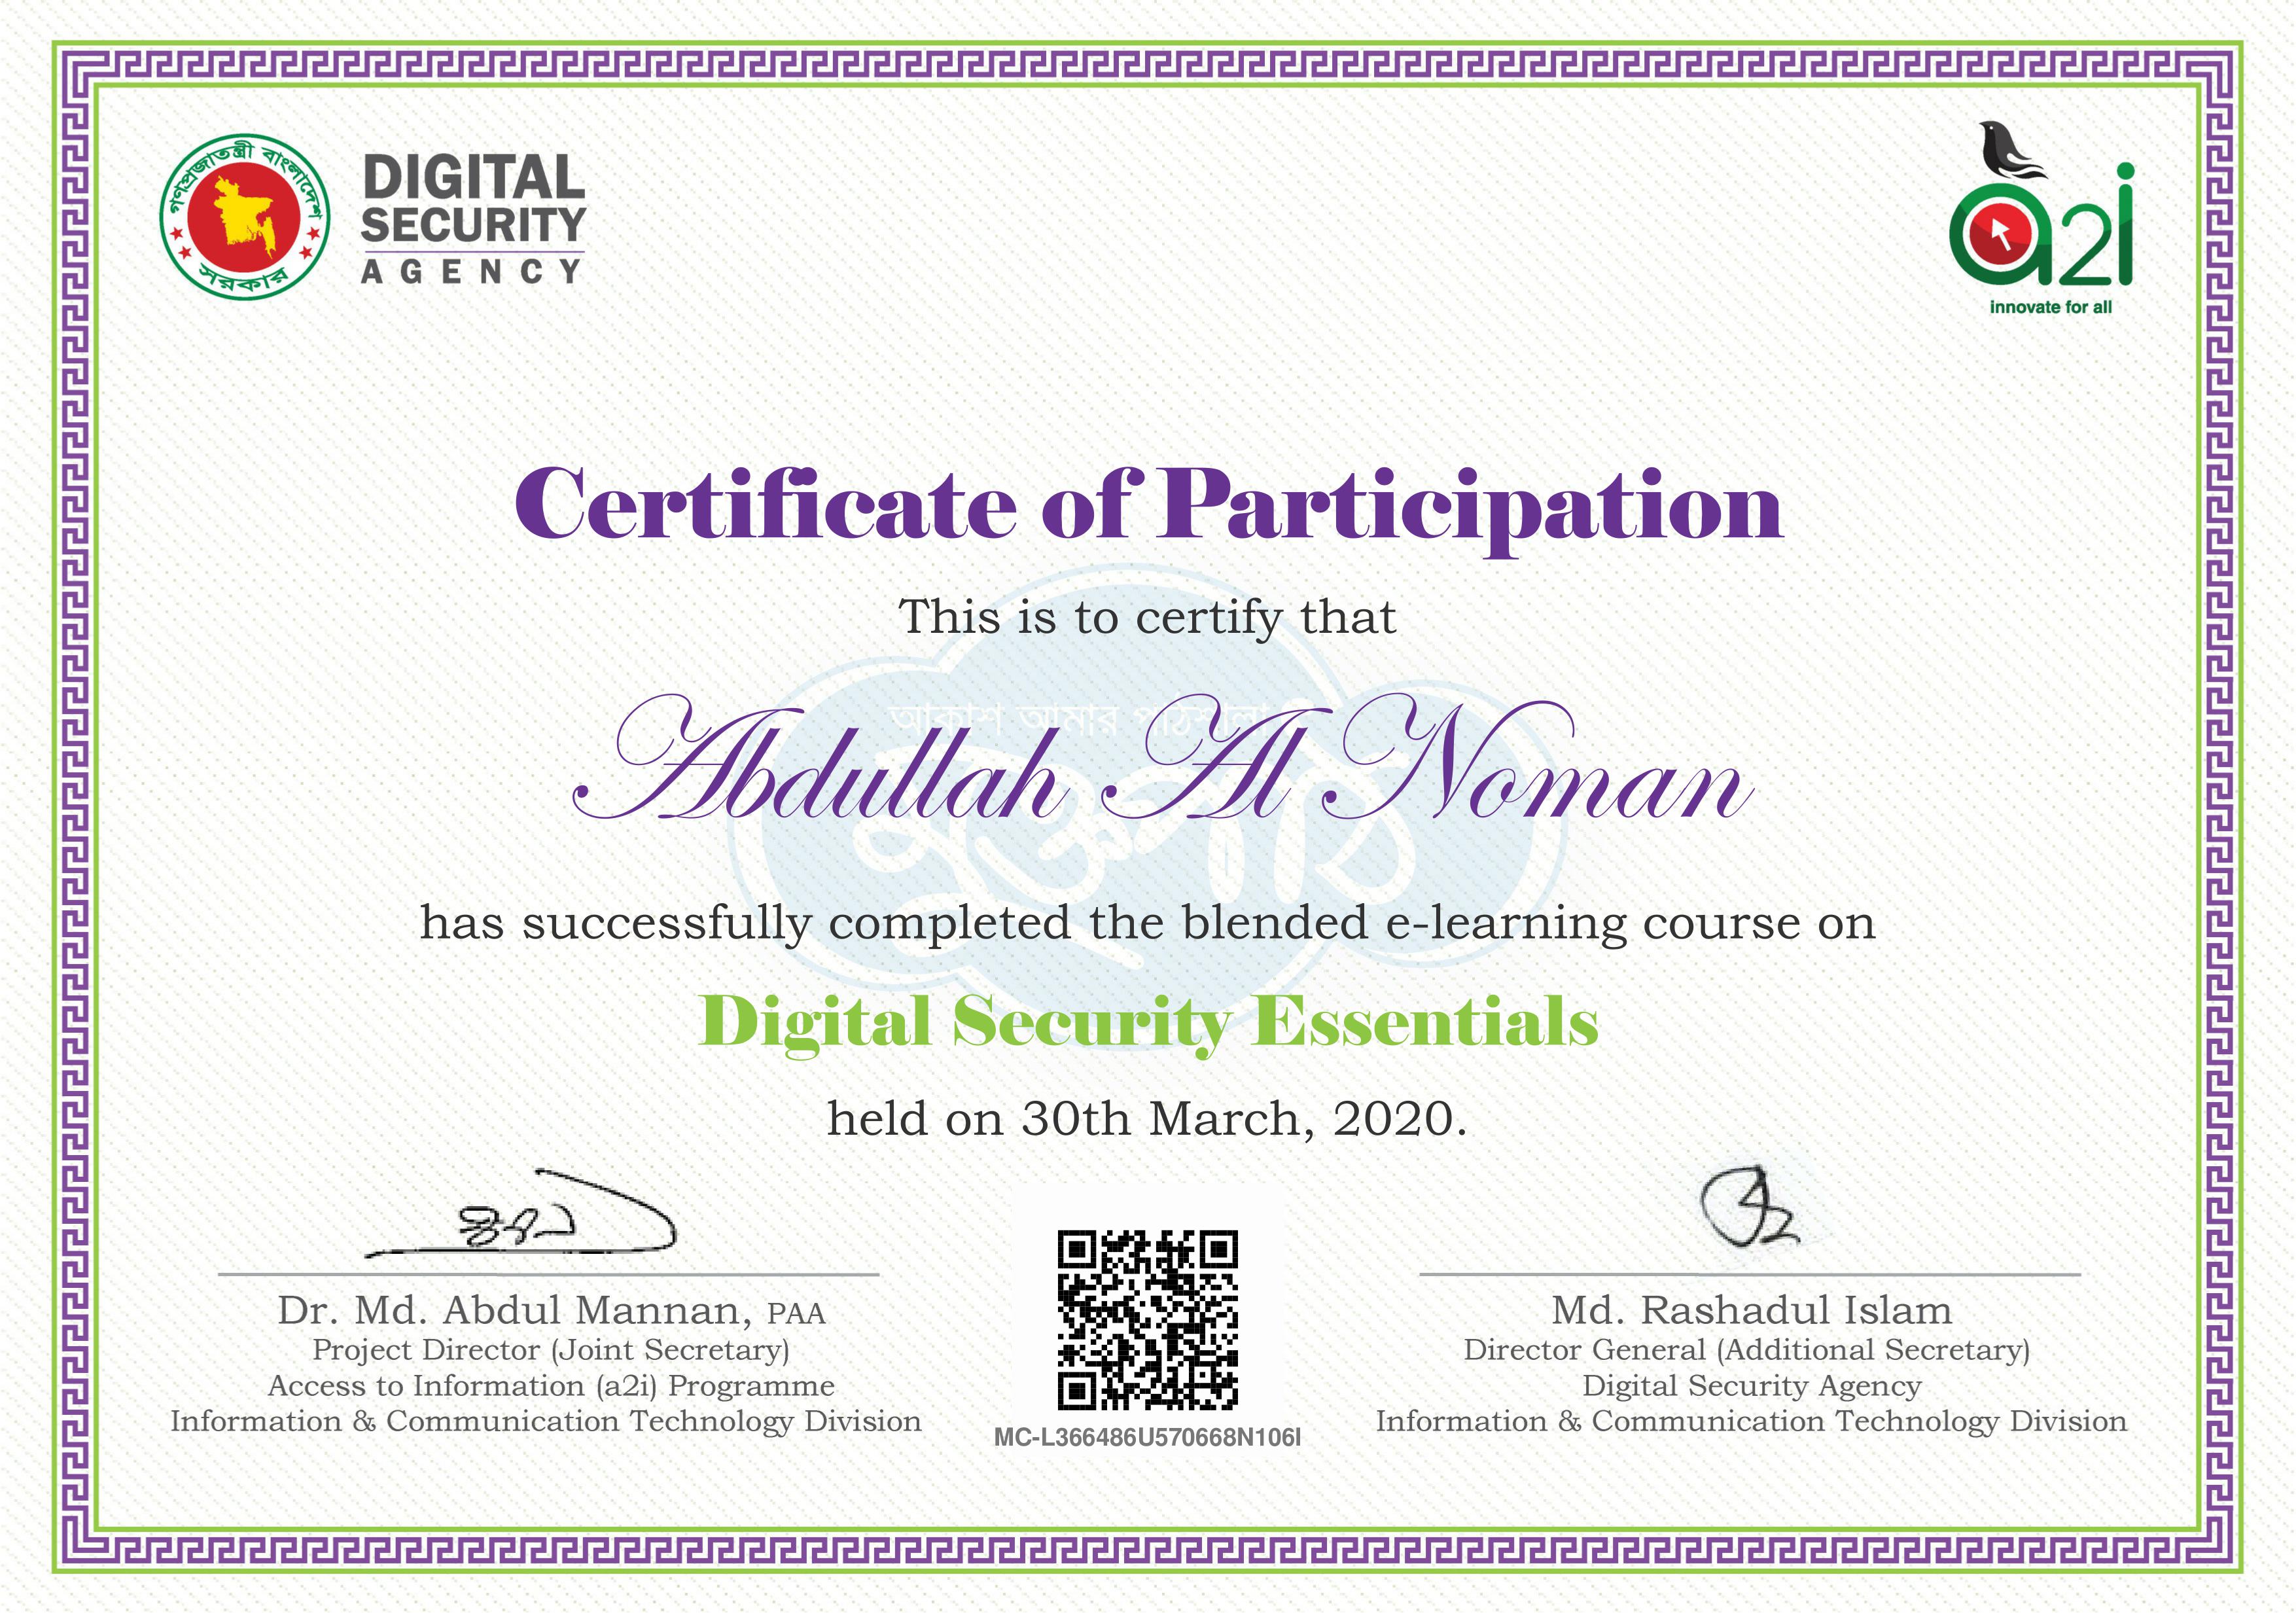 গণপ্রজাতন্ত্রী বাংলাদেশ
সরকার
DIGITAL
SECURITY
AGENCY
a2i
innovate for all
Certificate of Participation
This is to certify that
আকাশ আমার পাঠশালা
Abdullah Al Noman
মুক্তপাঠ
has successfully completed the blended e-learning course on
Digital Security Essentials
held on 30th March, 2020.
Dr. Md. Abdul Mannan, PAA
Project Director (Joint Secretary)
Access to Information (a2i) Programme
Information & Communication Technology Division
MC-L366486U570668N106I
Md. Rashadul Islam
Director General (Additional Secretary)
Digital Security Agency
Information & Communication Technology Division